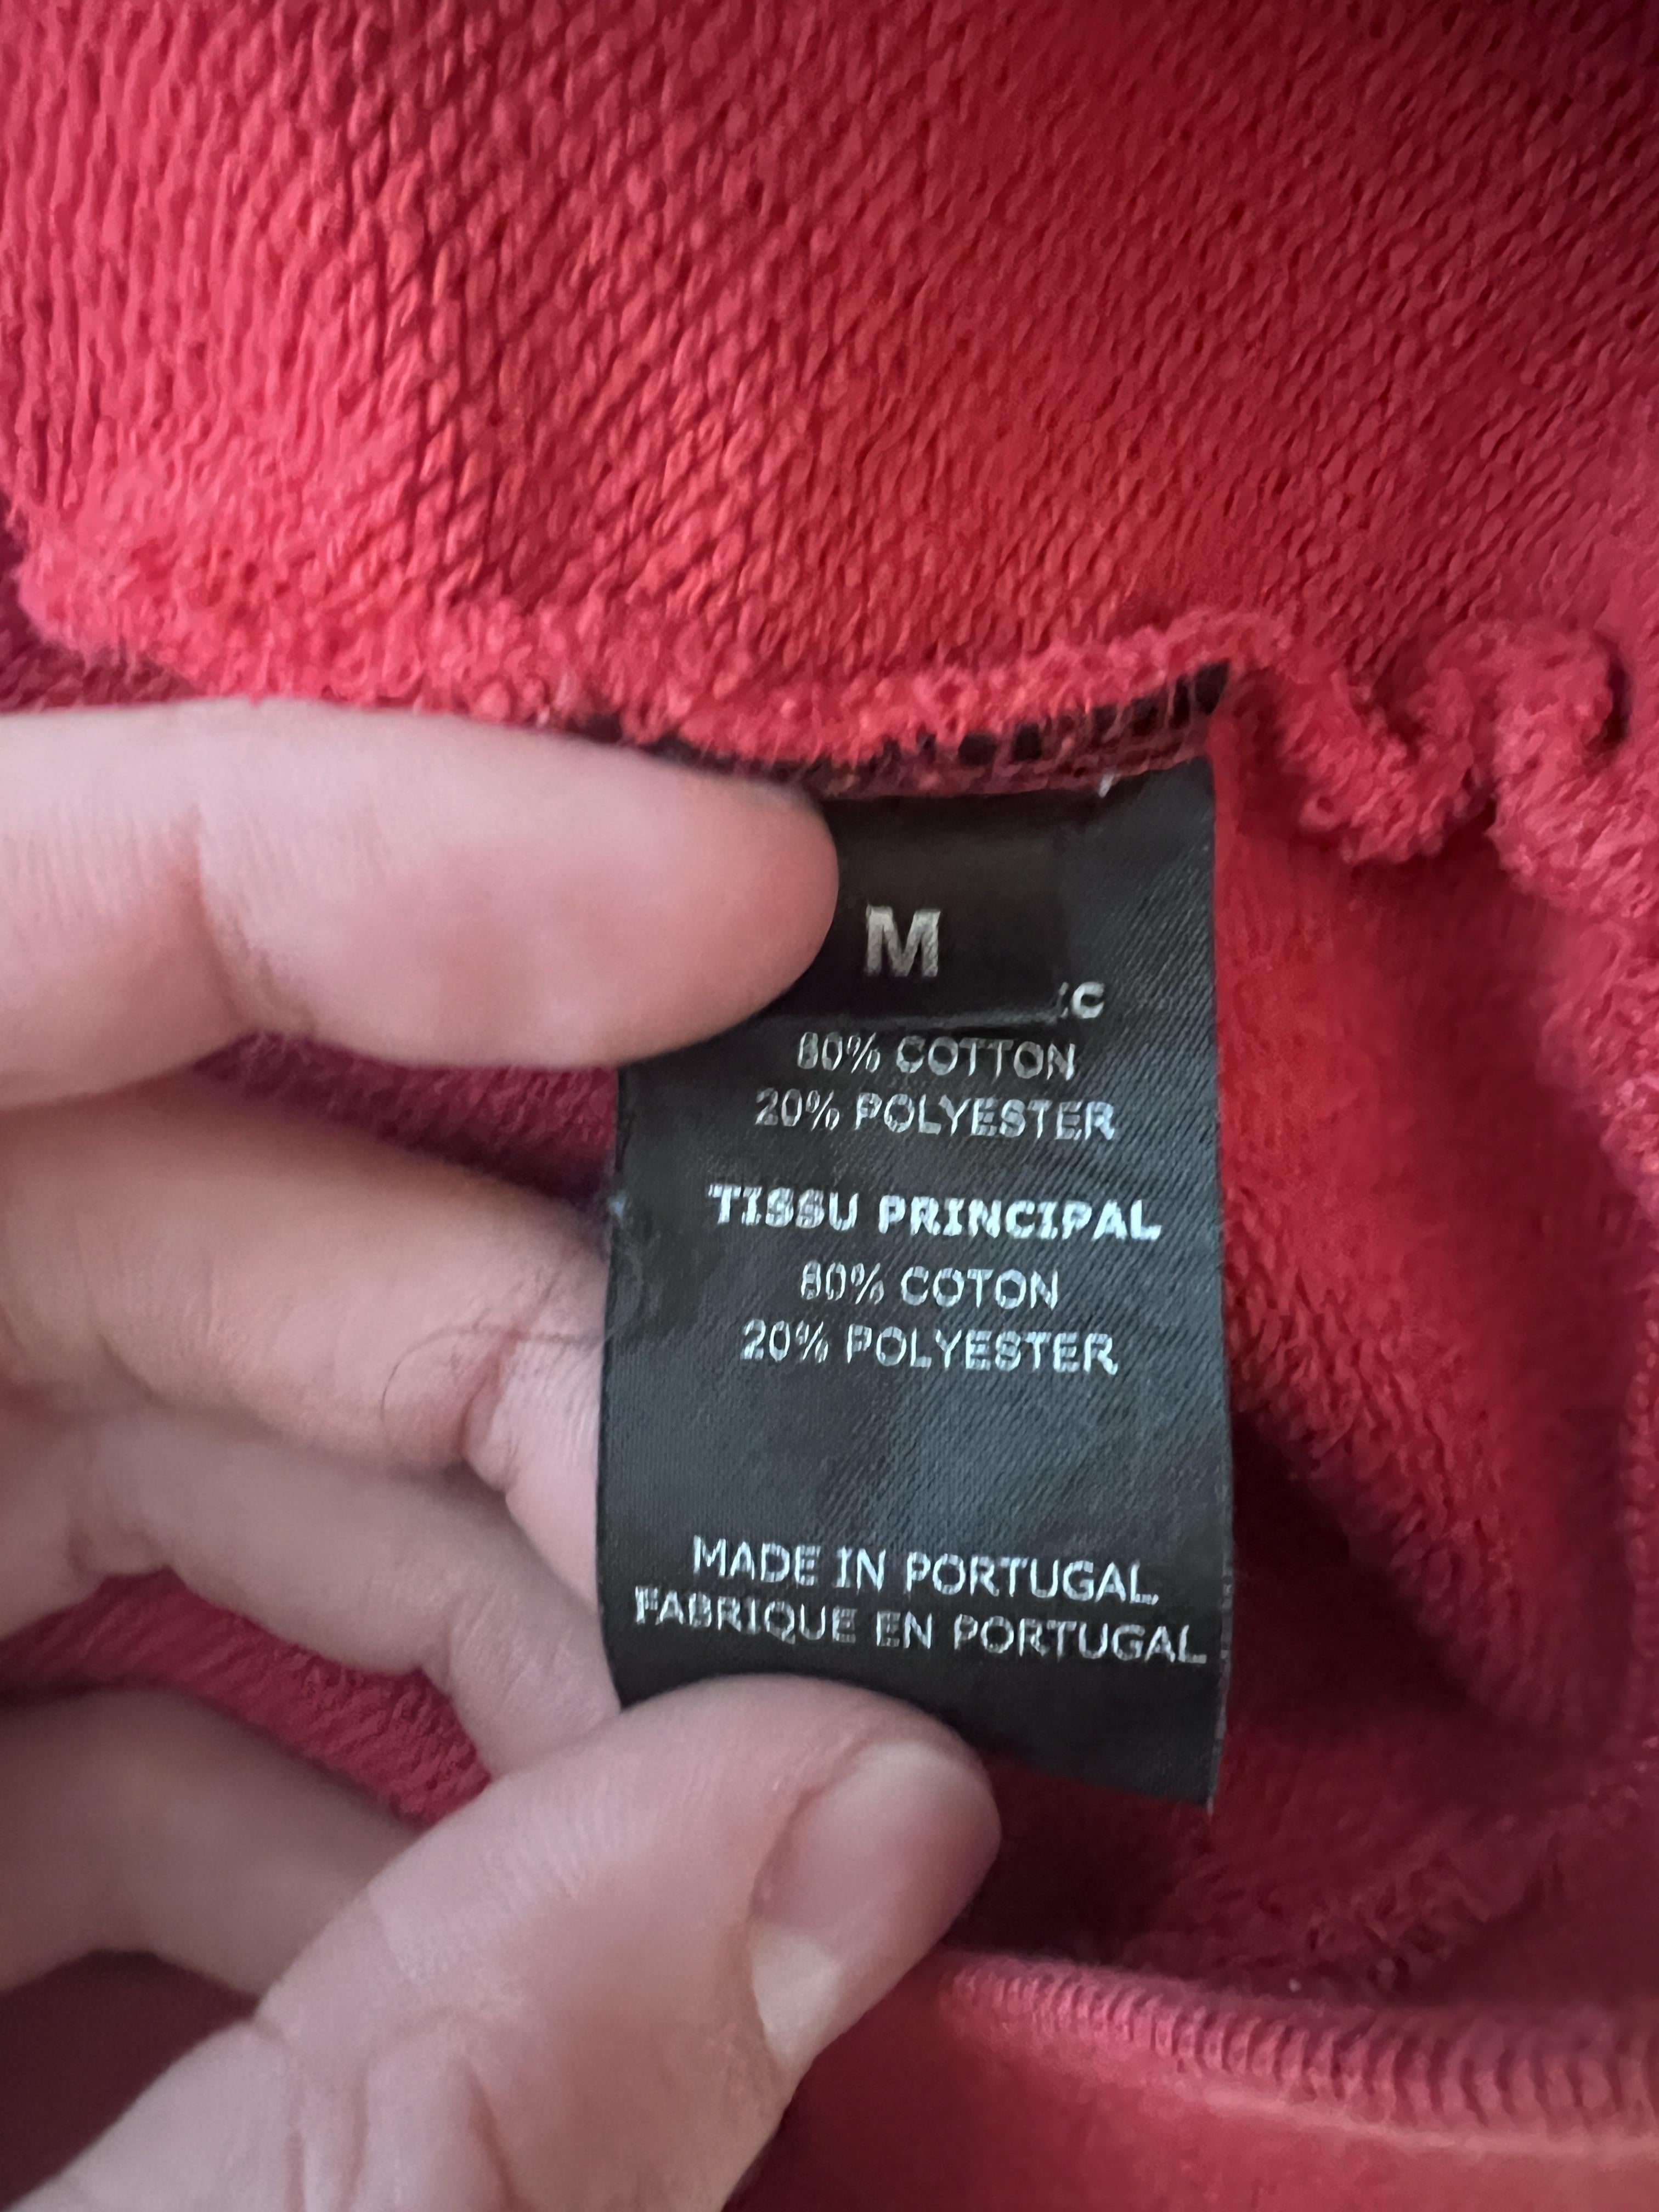 M
80% COTTON
20% POLYESTER
TISSU PRINCIPAL
80% COTON
20% POLYESTER
MADE IN PORTUGAL
FABRIQUE EN PORTUGAL